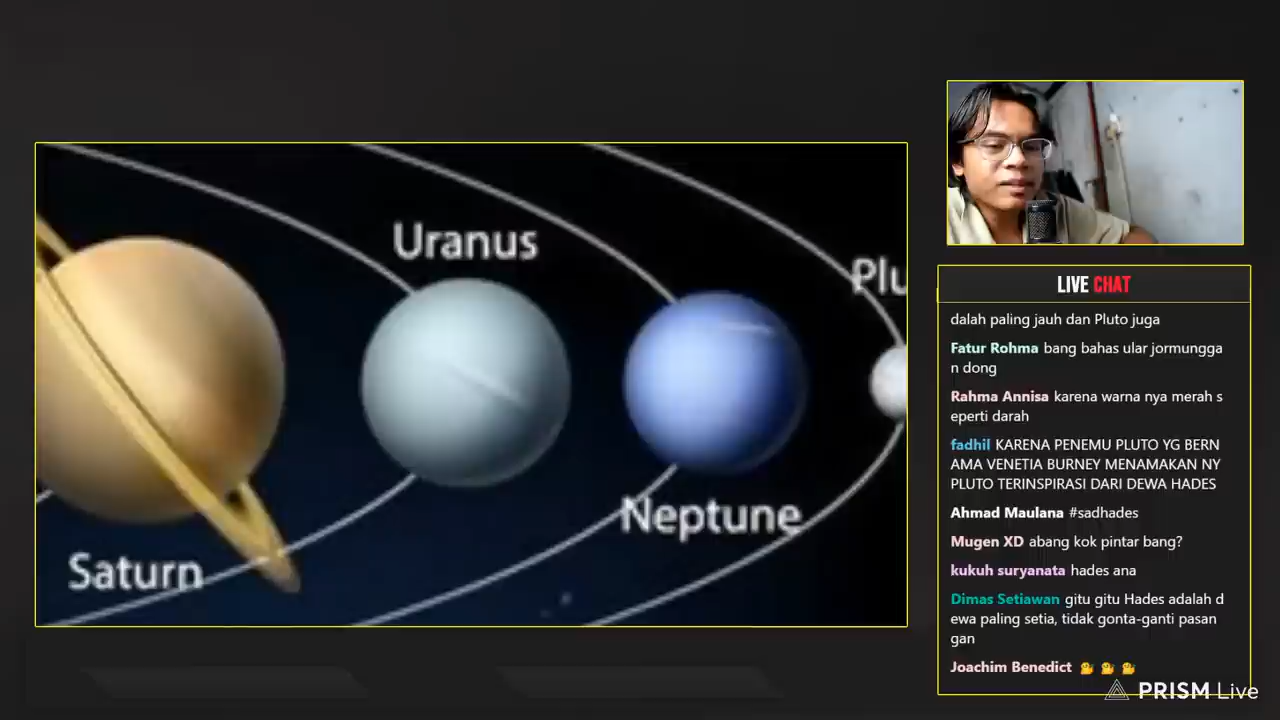 Uranus
Plu
Neptune
Saturn
LIVE CHAT
dalah paling jauh dan Pluto juga
Fatur Rohma bang bahas ular jormungga
n dong
Rahma Annisa karena warna nya merah s
eperti darah
fadhil KARENA PENEMU PLUTO YG BERN
AMA VENETIA BURNEY MENAMAKAN NY
PLUTO TERINSPIRASI DARI DEWA HADES
Ahmad Maulana #sadhades
Mugen XD abang kok pintar bang?
kukuh suryanata hades ana
Dimas Setiawan gitu gitu Hades adalah d
ewa paling setia, tidak gonta-ganti pasan
gan
Joachim Benedict
PRISM Live